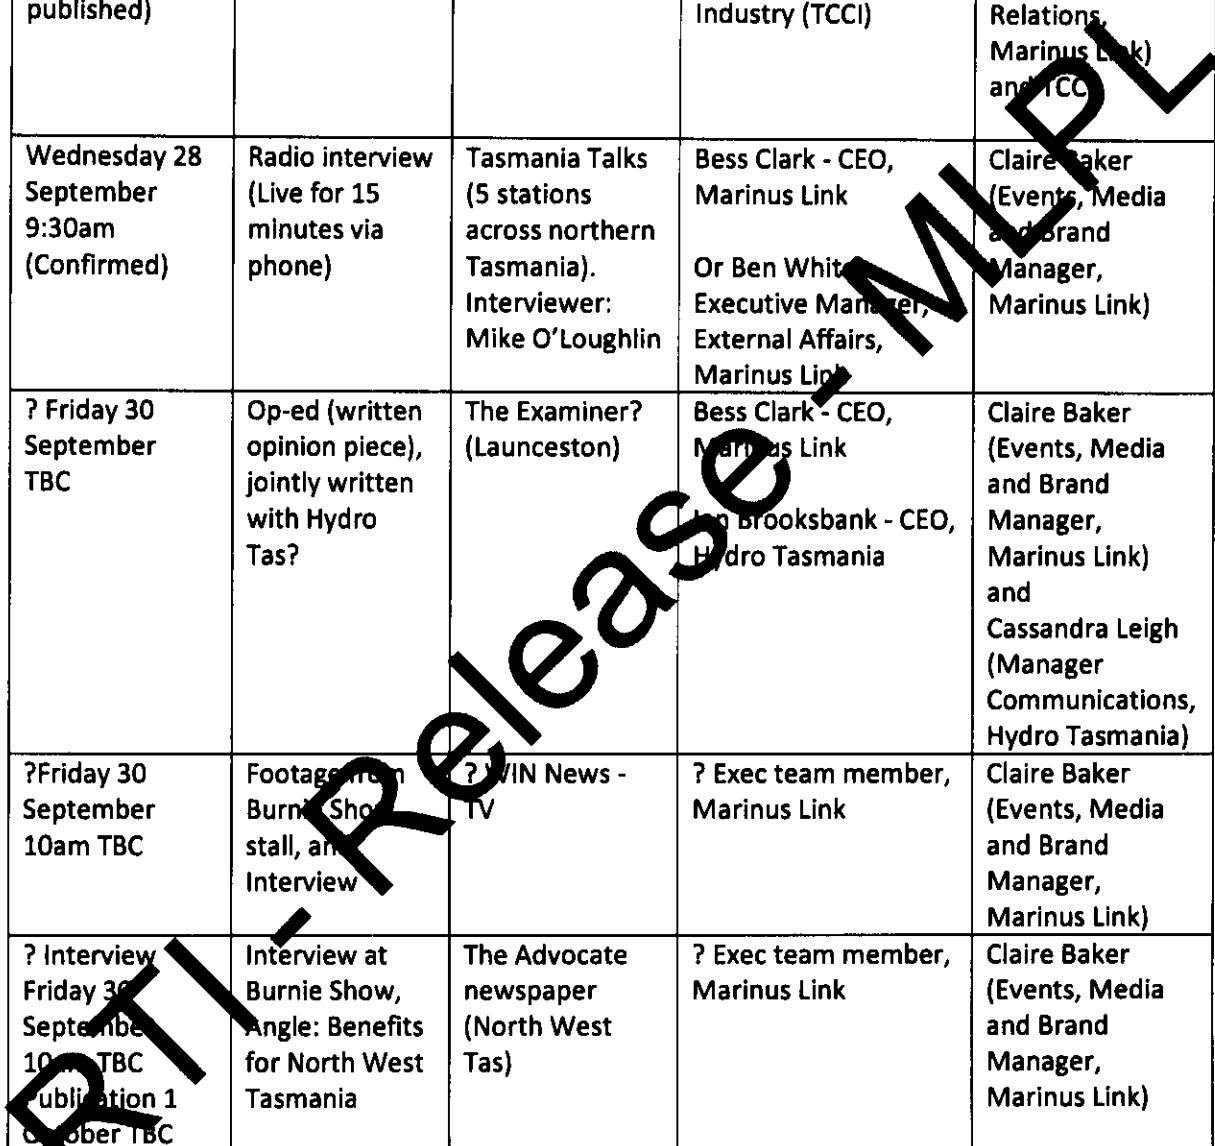 published)
Industry (TCCI)
Relations,
Marinus Link)
and TCCI
Wednesday 28
September
9:30am
(Confirmed)
Radio interview
(Live for 15
minutes via
phone)
Tasmania Talks
(5 stations
across northern
Tasmania).
Interviewer:
Mike O'Loughlin
Bess Clark - CEO,
Marinus Link
Or Ben White
Executive Manager,
External Affairs,
Marinus Link
Claire Baker
(Events, Media
and Brand
Manager,
Marinus Link)
? Friday 30
September
TBC
Op-ed (written
opinion piece),
jointly written
with Hydro
Tas?
The Examiner?
(Launceston)
Bess Clark - CEO,
Marinus Link
Ian Brooksbank - CEO,
Hydro Tasmania
Claire Baker
(Events, Media
and Brand
Manager,
Marinus Link)
and
Cassandra Leigh
(Manager
Communications,
Hydro Tasmania)
?Friday 30
September
10am TBC
Footage from
Burnie Show
stall, and
Interview
? WIN News -
TV
? Exec team member,
Marinus Link
Claire Baker
(Events, Media
and Brand
Manager,
Marinus Link)
? Interview
Friday 30
September
10am TBC
Publication 1
October TBC
Interview at
Burnie Show,
Angle: Benefits
for North West
Tasmania
The Advocate
newspaper
(North West
Tas)
? Exec team member,
Marinus Link
Claire Baker
(Events, Media
and Brand
Manager,
Marinus Link)
RTI - Release - MLPL